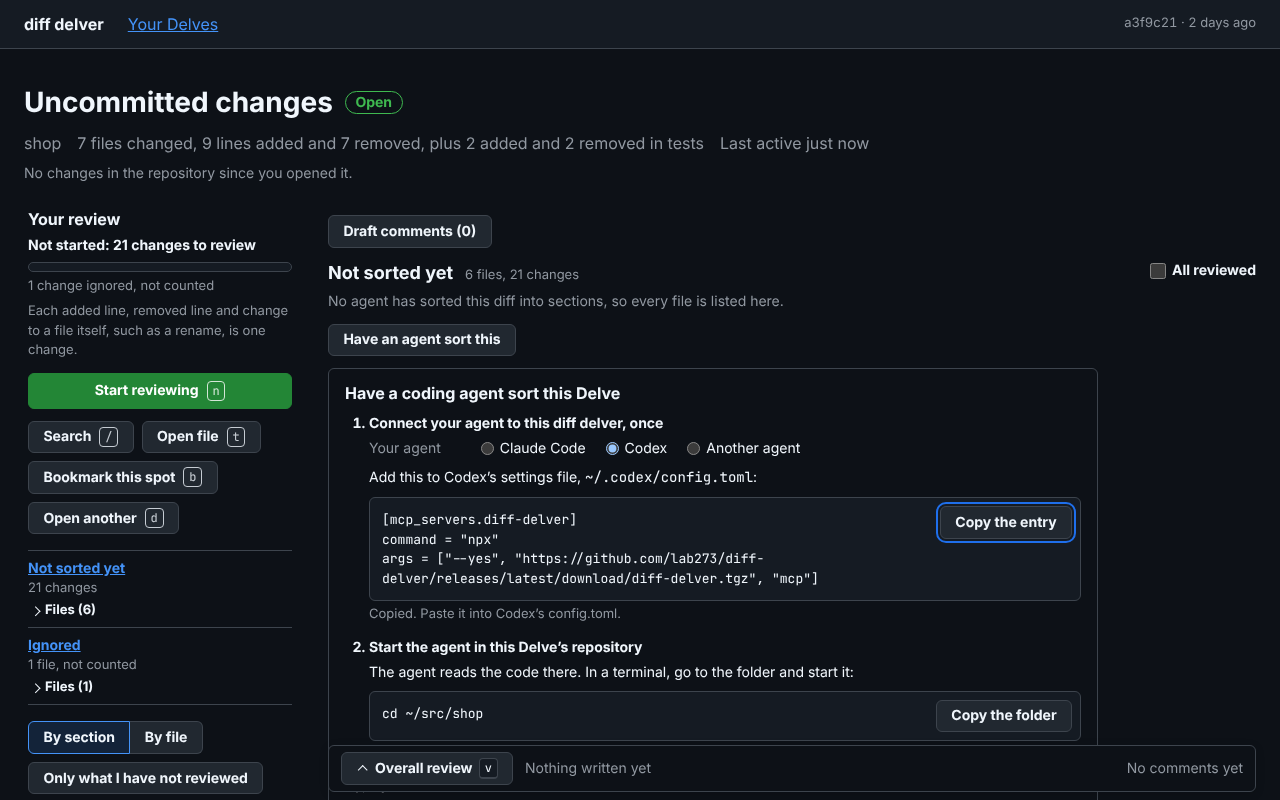 diff delver
Your Delves
a3f9c21 · 2 days ago
Uncommitted changes
Open
shop 7 files changed, 9 lines added and 7 removed, plus 2 added and 2 removed in tests Last active just now
No changes in the repository since you opened it.
Your review
Not started: 21 changes to review
1 change ignored, not counted
Each added line, removed line and change
to a file itself, such as a rename, is one
change.
Start reviewing n
Search /
Open file t
Bookmark this spot b
Open another d
Not sorted yet
21 changes
Files (6)
Ignored
1 file, not counted
Files (1)
By section
By file
Only what I have not reviewed
Draft comments (0)
Not sorted yet 6 files, 21 changes
All reviewed
No agent has sorted this diff into sections, so every file is listed here.
Have an agent sort this
Have a coding agent sort this Delve
1. Connect your agent to this diff delver, once
Your agent Claude Code Codex Another agent
Add this to Codex’s settings file, ~/.codex/config.toml:
[mcp_servers.diff-delver]
command = "npx"
args = ["--yes", "https://github.com/lab273/diff-
delver/releases/latest/download/diff-delver.tgz", "mcp"]
Copy the entry
Copied. Paste it into Codex’s config.toml.
2. Start the agent in this Delve’s repository
The agent reads the code there. In a terminal, go to the folder and start it:
cd ~/src/shop
Copy the folder
Overall review v
Nothing written yet
No comments yet